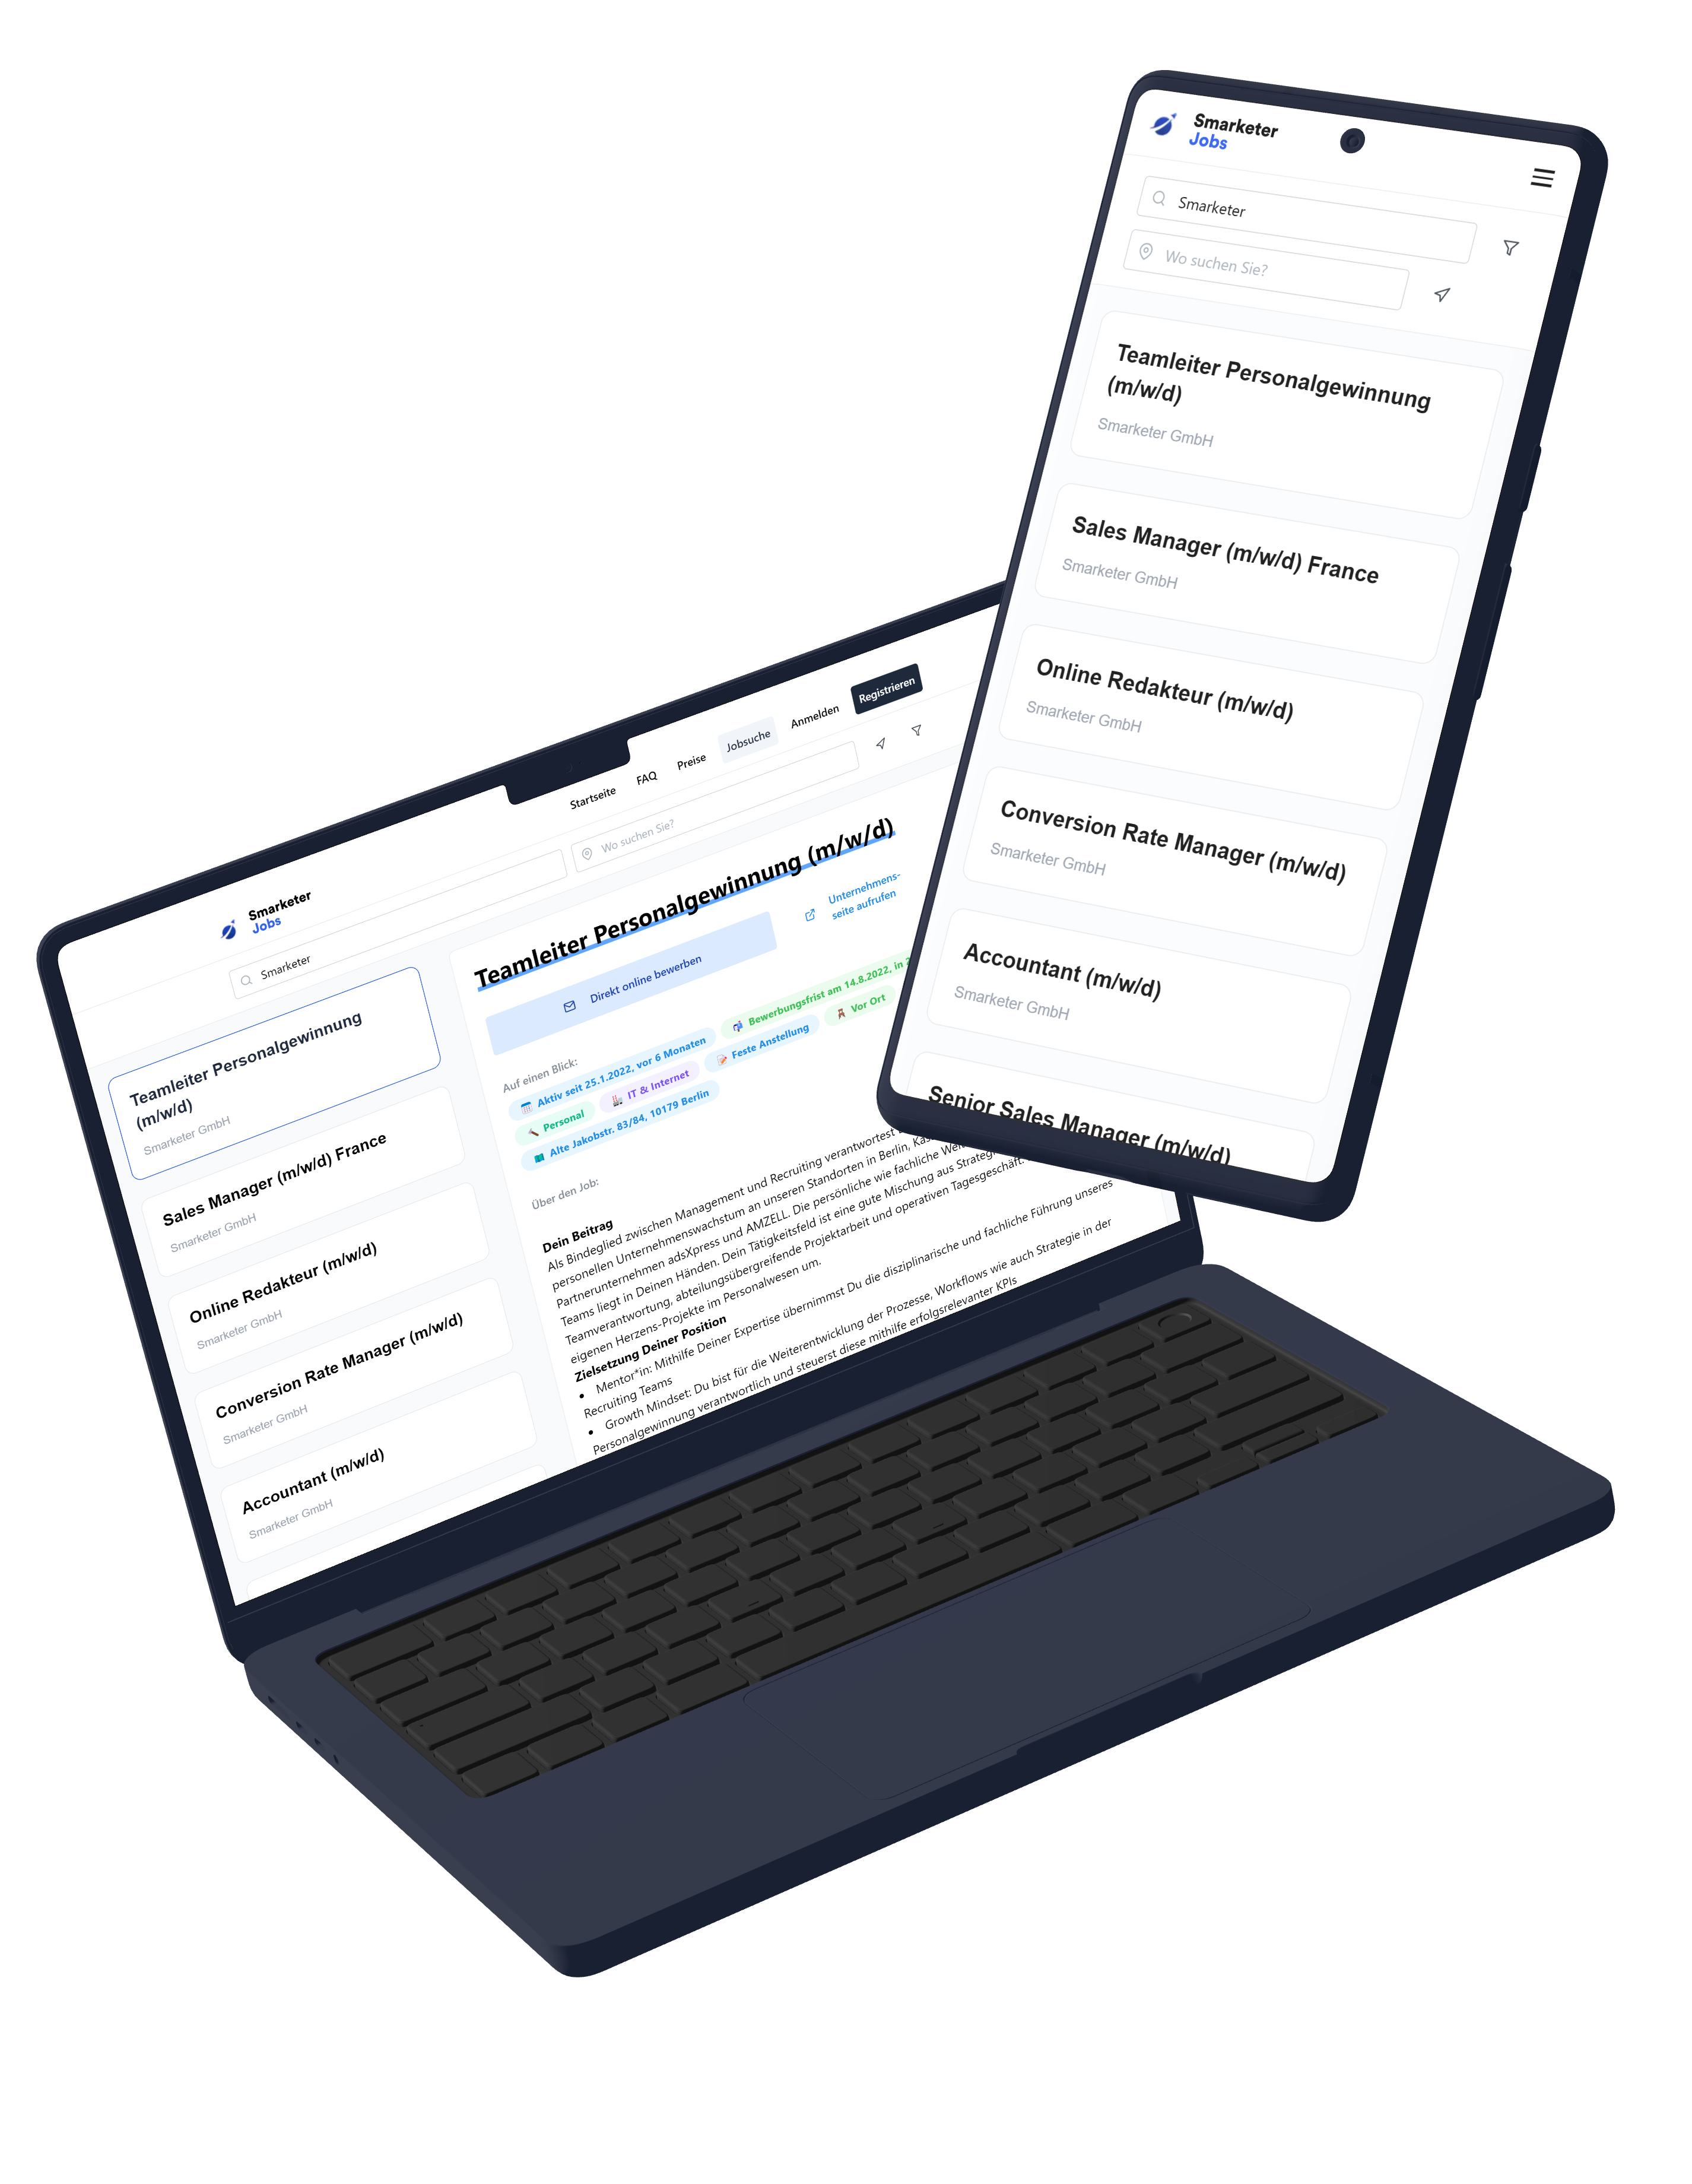 Smarketer
Jobs
Smarketer
Wo suchen Sie?
Teamleiter Personalgewinnung
(m/w/d)
Smarketer GmbH
Sales Manager (m/w/d) France
Smarketer GmbH
Online Redakteur (m/w/d)
Smarketer GmbH
Conversion Rate Manager (m/w/d)
Smarketer GmbH
Accountant (m/w/d)
Smarketer GmbH
Senior Sales Manager (m/w/d)
Smarketer
Jobs
Startseite
FAQ
Preise
Jobsuche
Anmelden
Registrieren
Smarketer
Wo suchen Sie?
Teamleiter Personalgewinnung
(m/w/d)
Smarketer GmbH
Sales Manager (m/w/d) France
Smarketer GmbH
Online Redakteur (m/w/d)
Smarketer GmbH
Conversion Rate Manager (m/w/d)
Smarketer GmbH
Accountant (m/w/d)
Smarketer GmbH
Teamleiter Personalgewinnung (m/w/d)
Direkt online bewerben
Unternehmens-
seite aufrufen
Auf einen Blick:
Aktiv seit 25.1.2022, vor 6 Monaten
Bewerbungsfrist am 14.8.2022, in
Personal
IT & Internet
Feste Anstellung
Vor Ort
Alte Jakobstr. 83/84, 10179 Berlin
Über den Job:
Dein Beitrag
Als Bindeglied zwischen Management und Recruiting verantwortest
personellen Unternehmenswachstum an unseren Standorten in Berlin,
Partnerunternehmen adsXpress und AMZELL. Die persönliche wie fachliche
Teams liegt in Deinen Händen. Dein Tätigkeitsfeld ist eine gute Mischung aus
Teamverantwortung, abteilungsübergreifende Projektarbeit und operativen Tagesgeschäft.
eigenen Herzens-Projekte im Personalwesen um.
Zielsetzung Deiner Position
• Mentor*in: Mithilfe Deiner Expertise übernimmst Du die disziplinarische und fachliche Führung unseres
Recruiting Teams
• Growth Mindset: Du bist für die Weiterentwicklung der Prozesse, Workflows wie auch Strategie in der
Personalgewinnung verantwortlich und steuerst diese mithilfe erfolgsrelevanter KPIs